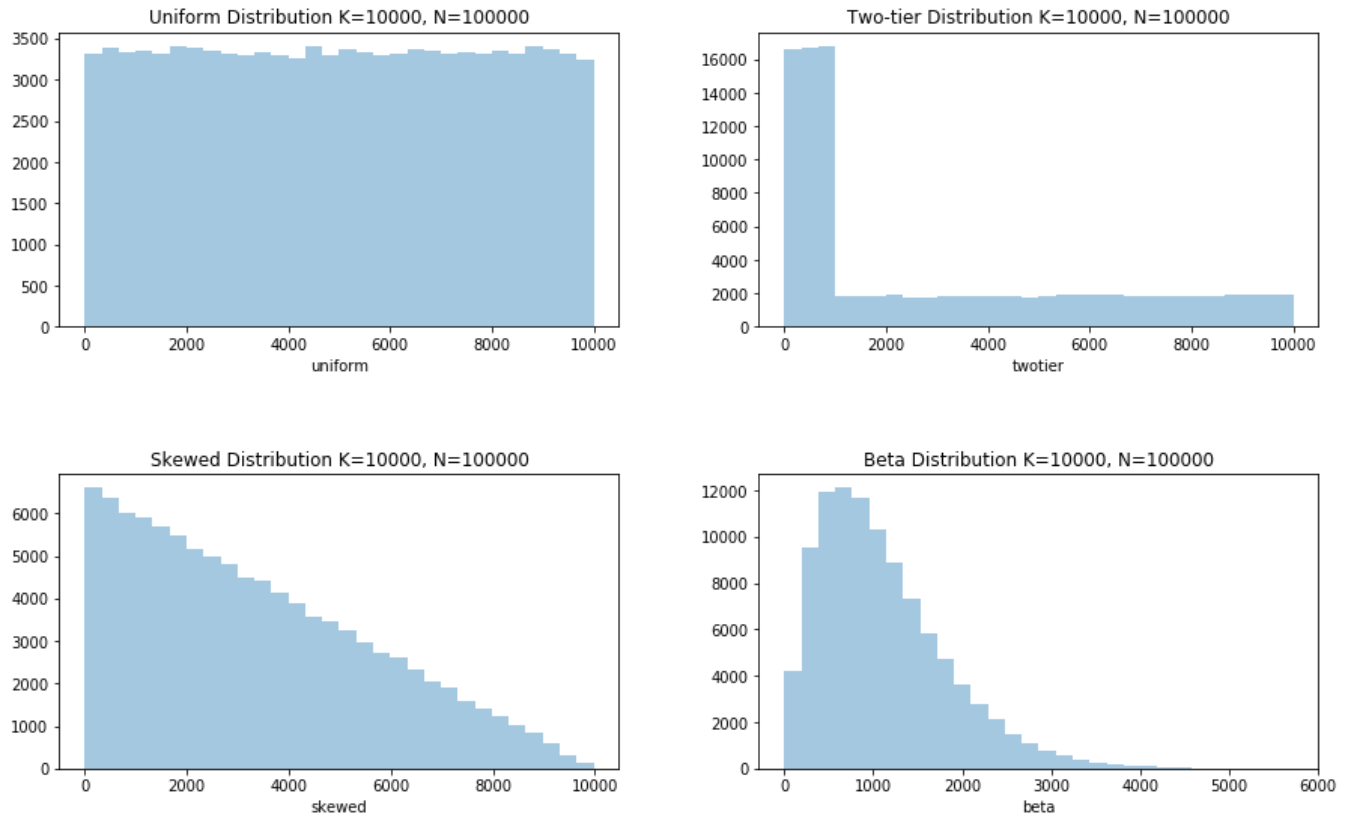 Uniform Distribution K=10000, N=100000
3500
3000
2500
2000
1500
1000
500
0
0 2000 4000 6000 8000 10000
uniform
Two-tier Distribution K=10000, N=100000
16000
14000
12000
10000
8000
6000
4000
2000
0
0 2000 4000 6000 8000 10000
twotier
Skewed Distribution K=10000, N=100000
6000
5000
4000
3000
2000
1000
0
0 2000 4000 6000 8000 10000
skewed
Beta Distribution K=10000, N=100000
12000
10000
8000
6000
4000
2000
0
0 1000 2000 3000 4000 5000 6000
beta